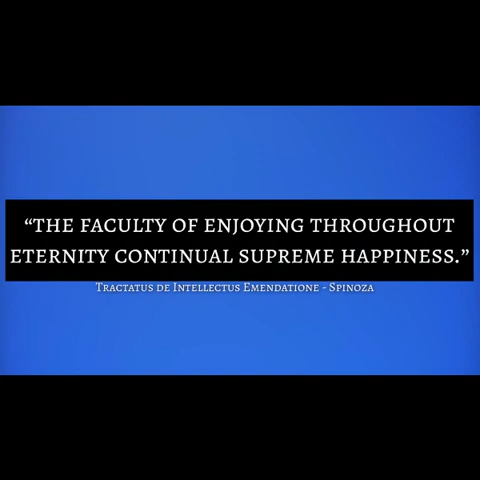 “THE FACULTY OF ENJOYING THROUGHOUT
ETERNITY CONTINUAL SUPREME HAPPINESS.”
Tractatus de Intellectus Emendatione - Spinoza